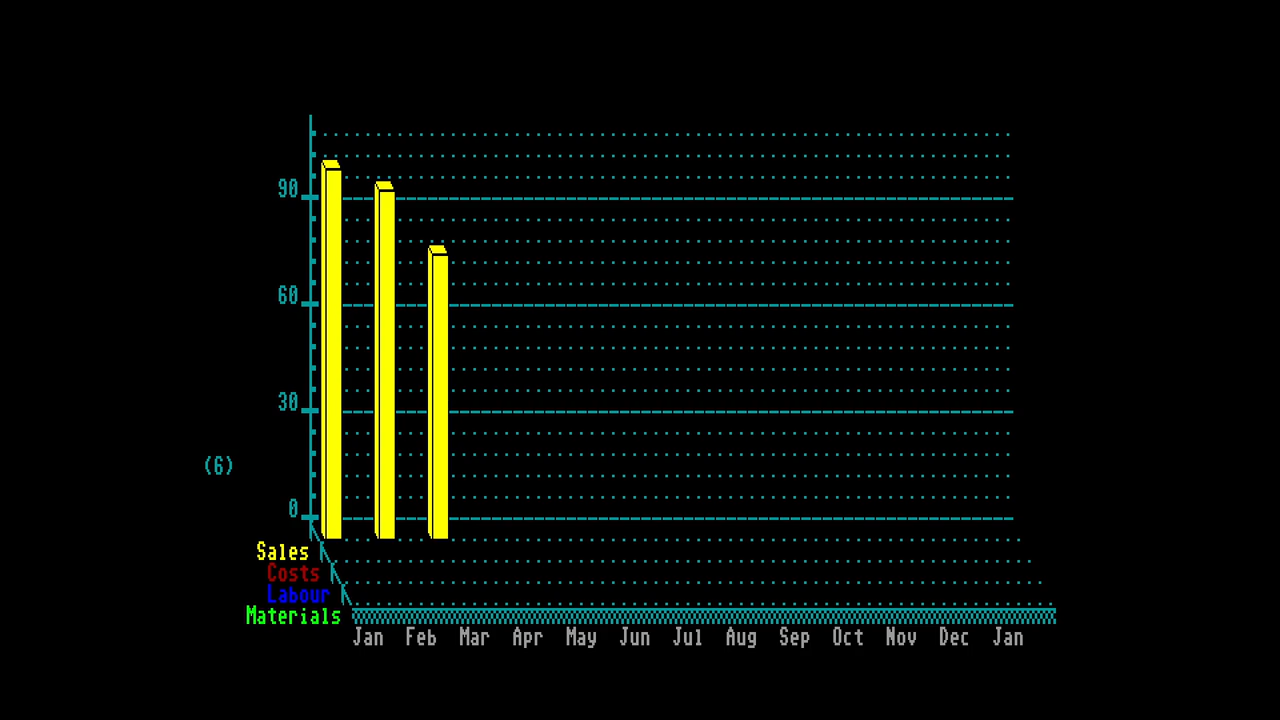 90
60
30
(6)
0
Sales
Costs
Labour
Materials
Jan Feb Mar Apr May Jun Jul Aug Sep Oct Nov Dec Jan